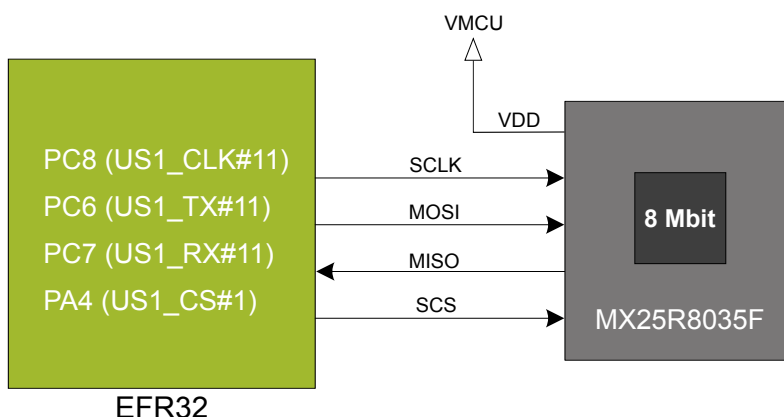 VMCU
VDD
PC8 (US1_CLK#11)
SCLK
PC6 (US1_TX#11)
MOSI
8 Mbit
PC7 (US1_RX#11)
MISO
PA4 (US1_CS#1)
SCS
MX25R8035F
EFR32